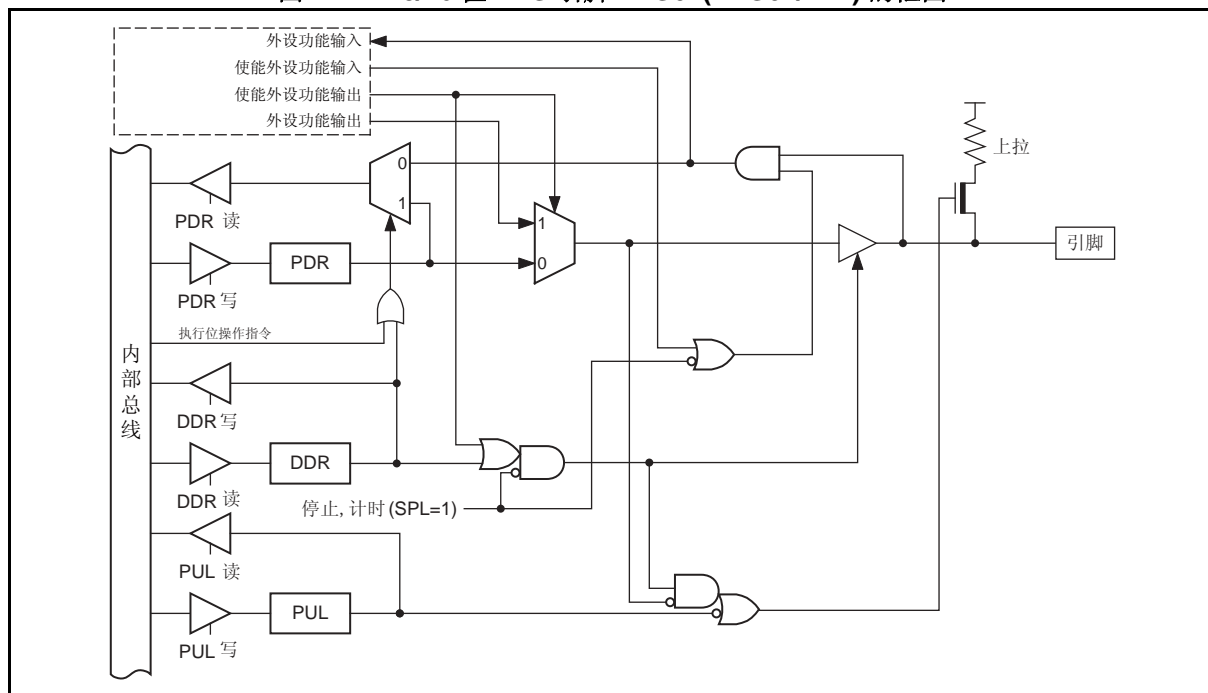 外设功能输入
使能外设功能输入
使能外设功能输出
外设功能输出
上拉
0
1
PDR 读
1
0
引脚
PDR
PDR 写
执行位操作指令
内部总线
DDR 写
DDR
DDR 读
停止, 计时 (SPL=1)
PUL 读
PUL
PUL 写